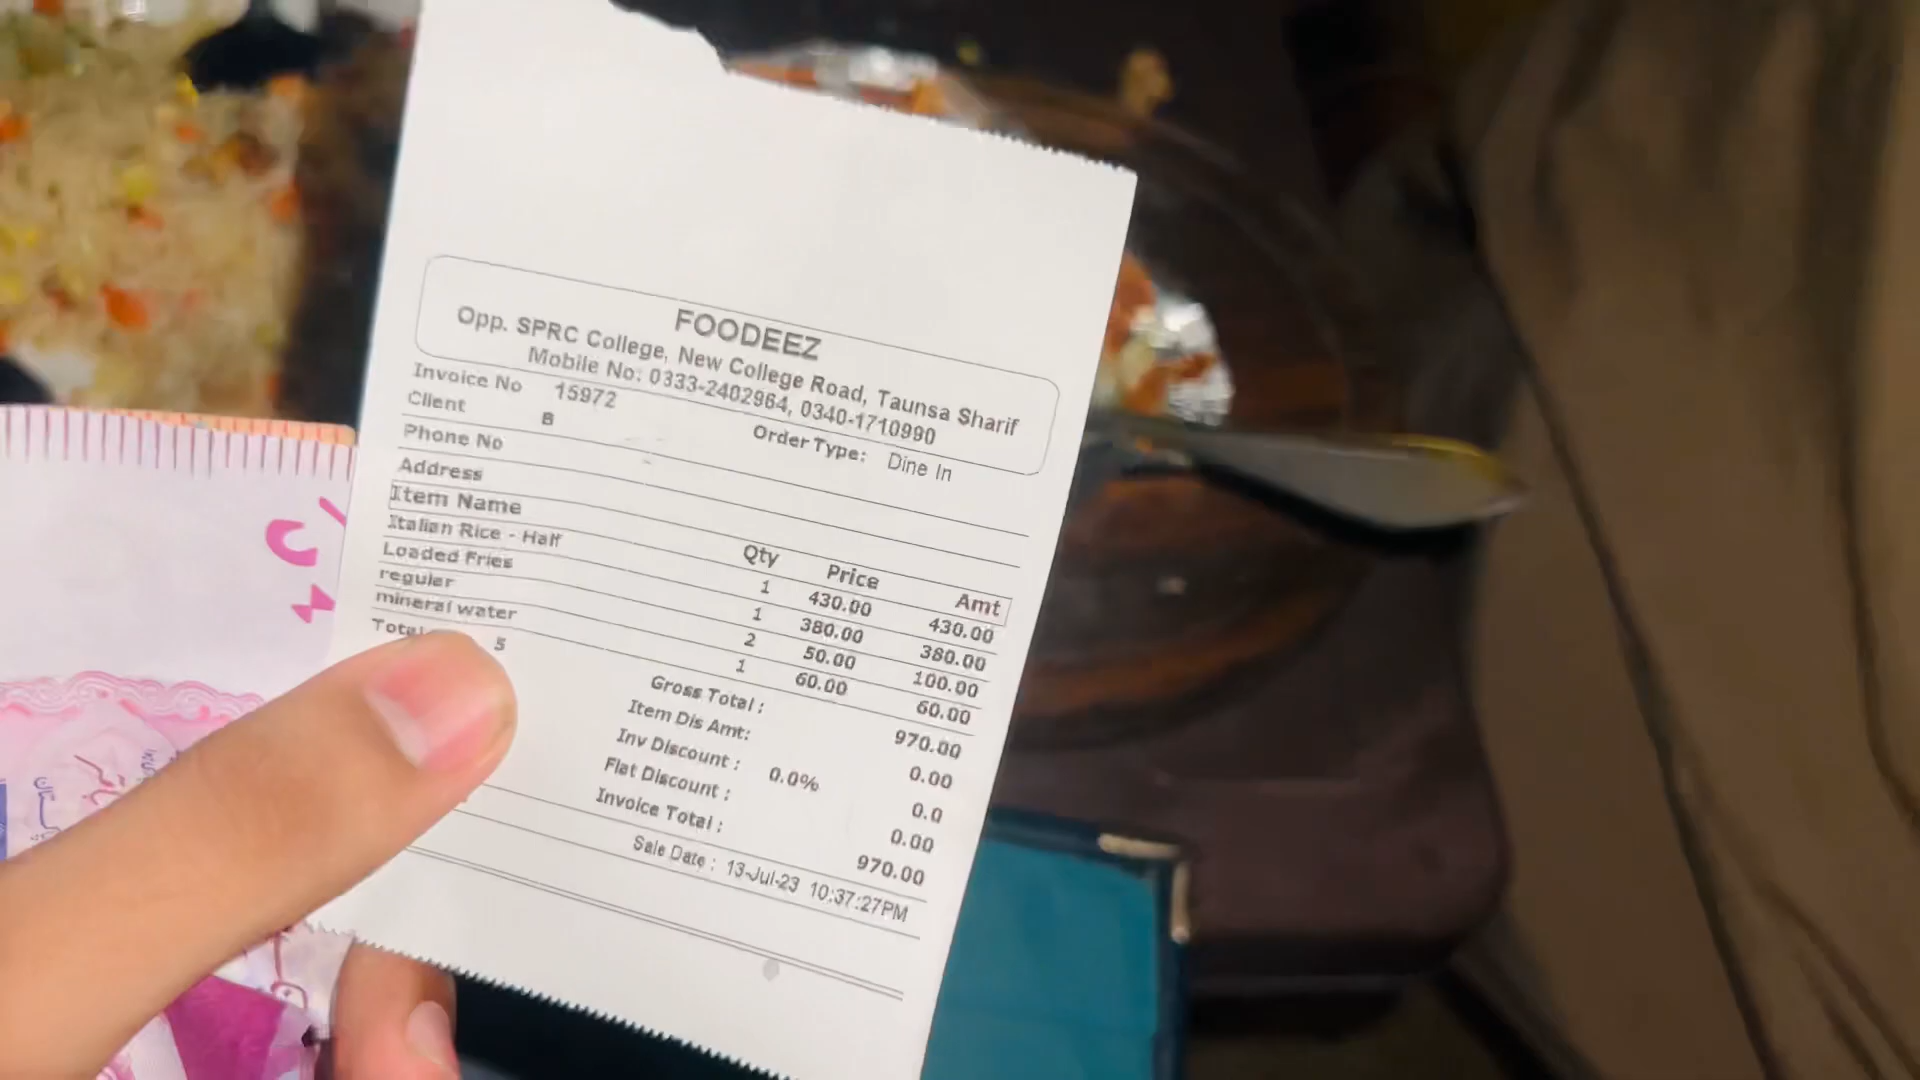 FOODEEZ
Opp. SPRC College, New College Road, Taunsa Sharif
Mobile No: 0333-2402964, 0340-1710990
Invoice No 15972 Order Type: Dine In
Client B
Phone No
Address
Item Name Qty Price Amt
Italian Rice - Half 1 430.00 430.00
Loaded Fries 1 380.00 380.00
regular 2 50.00 100.00
mineral water 1 60.00 60.00
Total 5
Gross Total : 970.00
Item Dis Amt: 0.00
Inv Discount : 0.0% 0.0
Flat Discount : 0.00
Invoice Total : 970.00
Sale Date : 13-Jul-23 10:37:27PM